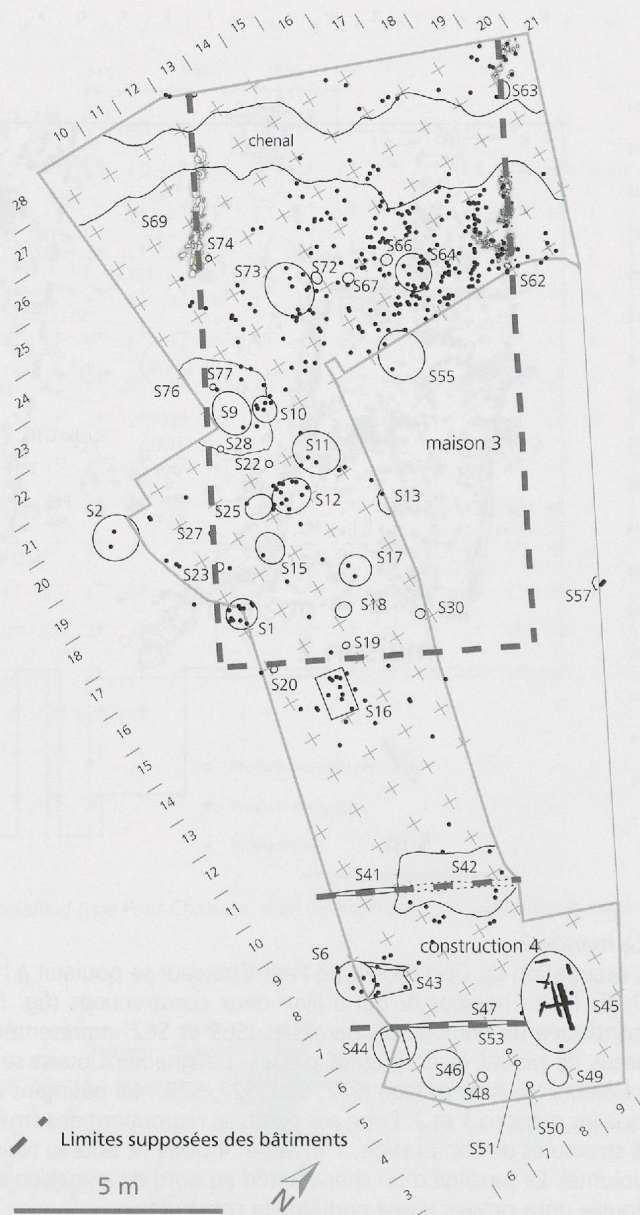 10 11 12 13 14 15 16 17 18 19 20 21
S63
chenal
28
S69
S74
S66
S64
27
S73
S72
S67
S62
26
25
S77
S76
S55
24
S9
S10
maison 3
S28
S11
23
S22
S12
S13
22
S2
S25
S27
21
S15
S17
S23
S57
20
S18
S30
S1
19
S19
18
S20
17
S16
16
15
14
13
S41
S42
12
11
construction 4
10
S6
S43
S45
9
S47
8
S53
S44
7
S46
S48
S49
6
S51
S50
9
8
Limites supposées des bâtiments
5
7
6
5 m
N
4
5
3